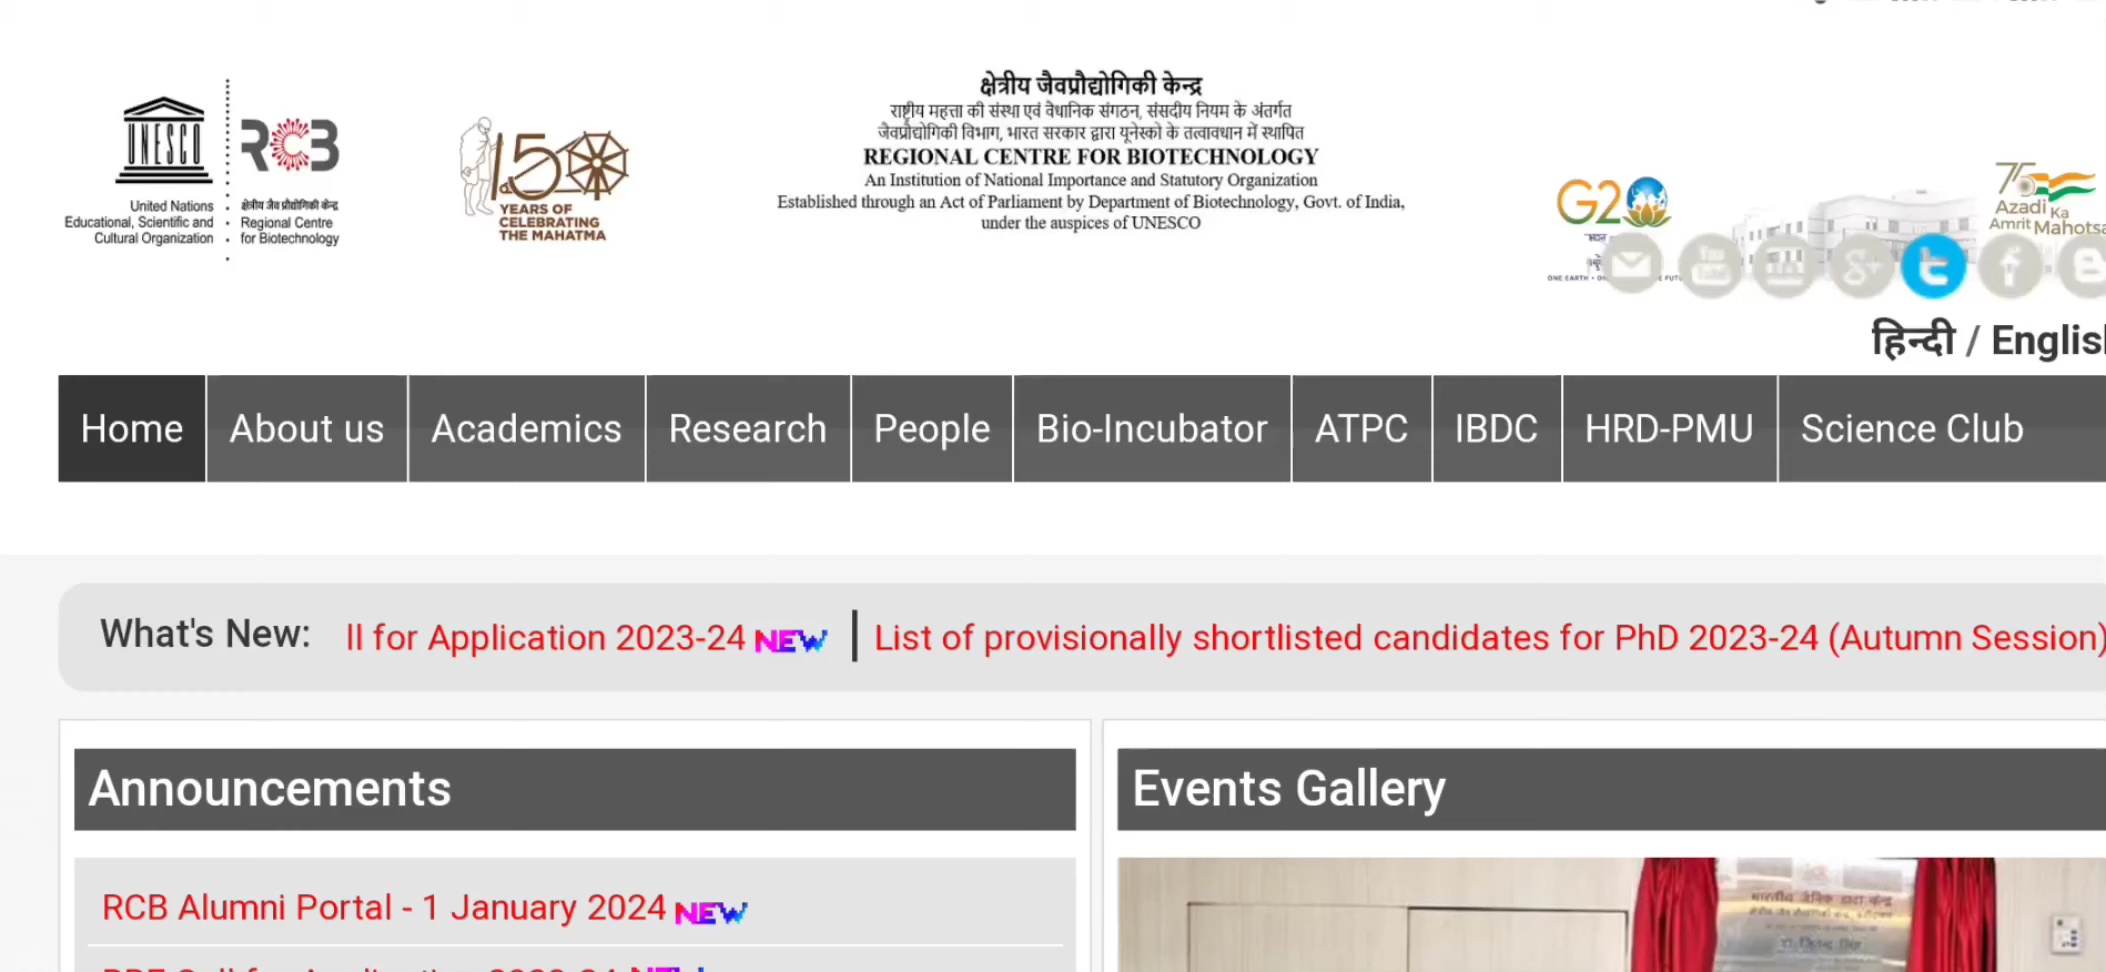 UNESCO
United Nations
Educational, Scientific and
Cultural Organization
RCB
क्षेत्रीय जैव प्रौद्योगिकी केन्द्र
Regional Centre
for Biotechnology
150
YEARS OF
CELEBRATING
THE MAHATMA
क्षेत्रीय जैवप्रौद्योगिकी केन्द्र
राष्ट्रीय महत्ता की संस्था एवं वैधानिक संगठन, संसदीय नियम के अंतर्गत
जैवप्रौद्योगिकी विभाग, भारत सरकार द्वारा यूनेस्को के तत्वावधान में स्थापित
REGIONAL CENTRE FOR BIOTECHNOLOGY
An Institution of National Importance and Statutory Organization
Established through an Act of Parliament by Department of Biotechnology, Govt. of India,
under the auspices of UNESCO
G20
ONE EARTH •
75
Azadi Ka
Amrit Mahotsa
हिन्दी / Englis
Home About us Academics Research People Bio-Incubator ATPC IBDC HRD-PMU Science Club
What's New: ll for Application 2023-24 NEW | List of provisionally shortlisted candidates for PhD 2023-24 (Autumn Session)
Announcements
Events Gallery
RCB Alumni Portal - 1 January 2024 NEW